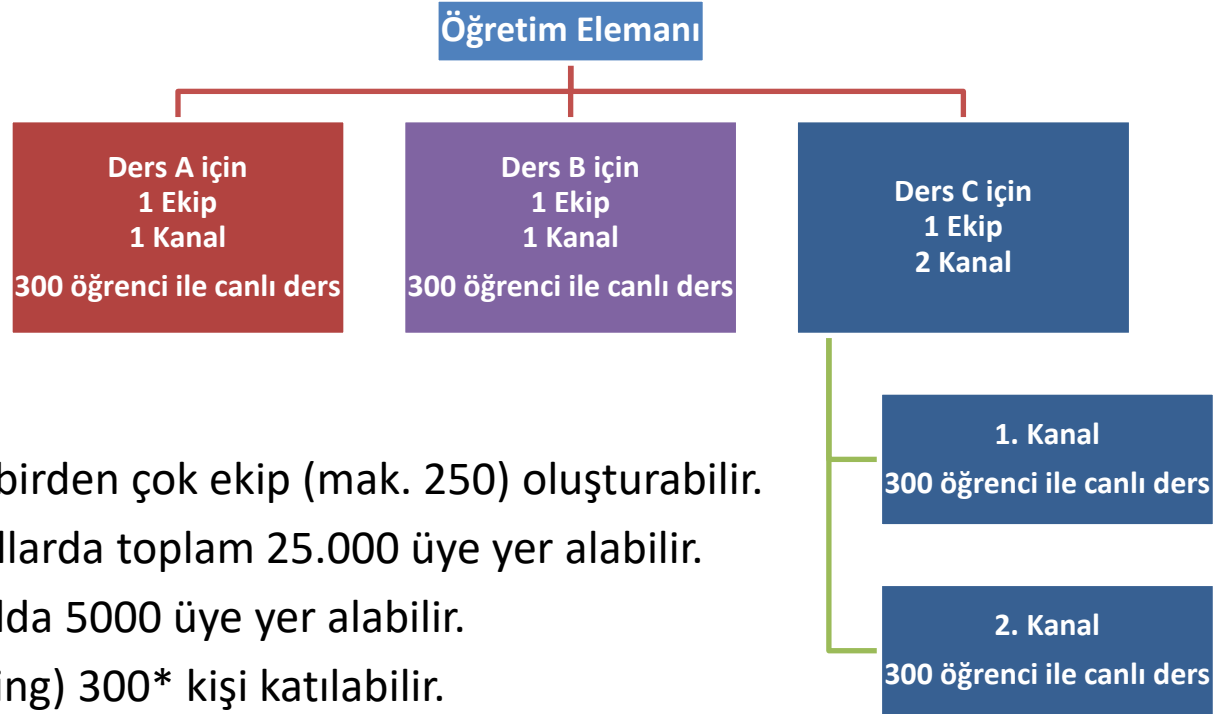 Öğretim Elemanı
Ders A için
1 Ekip
1 Kanal
300 öğrenci ile canlı ders
Ders B için
1 Ekip
1 Kanal
300 öğrenci ile canlı ders
Ders C için
1 Ekip
2 Kanal
1. Kanal
300 öğrenci ile canlı ders
2. Kanal
300 öğrenci ile canlı ders
birden çok ekip (mak. 250) oluşturabilir.
toplam 25.000 üye yer alabilir.
5000 üye yer alabilir.
300* kişi katılabilir.